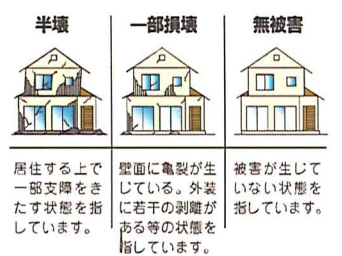 半壊
居住する上で
一部支障をき
たす状態を指
しています。
一部損壊
壁面に亀裂が生
じている。外装
に若干の剥離が
ある等の状態を
指しています。
無被害
被害が生じて
いない状態を
指しています。